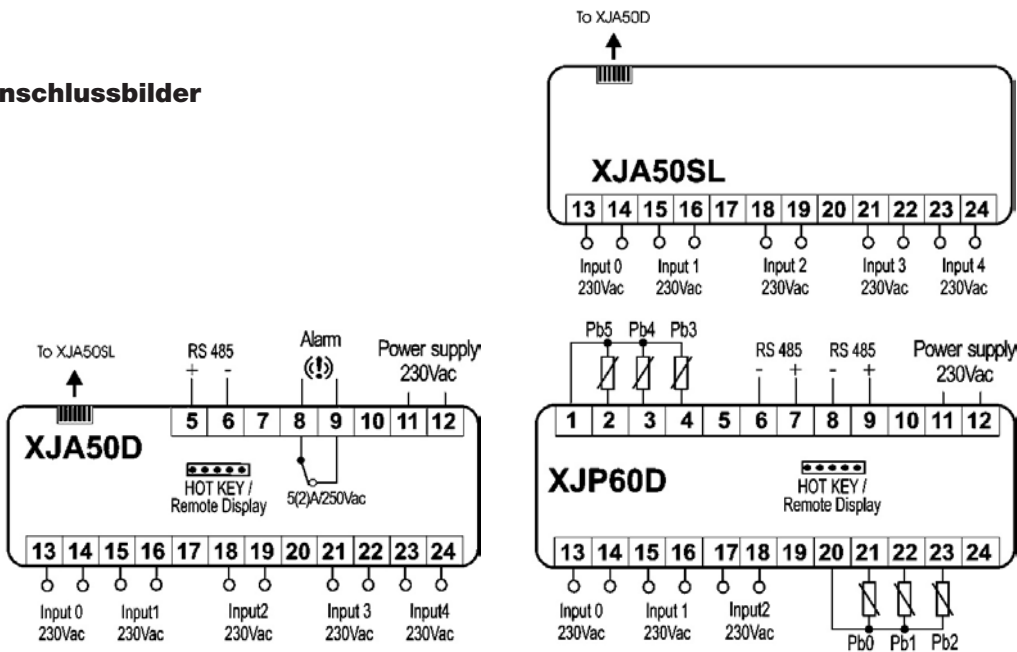 nschlussbilder
To XJA50D
XJA50SL
13 14 15 16 17 18 19 20 21 22 23 24
Input 0 Input 1 Input 2 Input 3 Input 4
230Vac 230Vac 230Vac 230Vac 230Vac
To XJA50SL
RS 485
+ -
Alarm
(!)
Power supply
230Vac
5 6 7 8 9 10 11 12
XJA50D
HOT KEY /
Remote Display
5(2)A/250Vac
13 14 15 16 17 18 19 20 21 22 23 24
Input 0 Input1 Input2 Input 3 Input4
230Vac 230Vac 230Vac 230Vac 230Vac
Pb5 Pb4 Pb3
RS 485 RS 485
- + - +
Power supply
230Vac
1 2 3 4 5 6 7 8 9 10 11 12
XJP60D
HOT KEY /
Remote Display
13 14 15 16 17 18 19 20 21 22 23 24
Input 0 Input 1 Input2
230Vac 230Vac 230Vac
Pb0 Pb1 Pb2